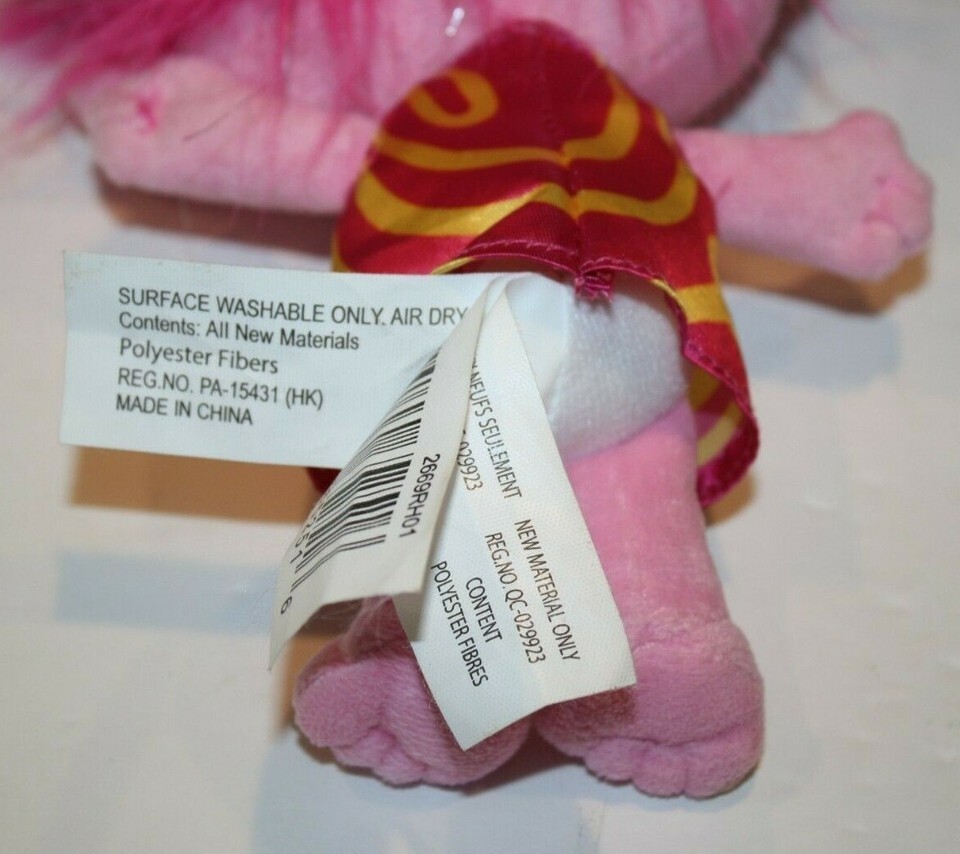 SURFACE WASHABLE ONLY. AIR DRY
Contents: All New Materials
Polyester Fibers
REG.NO. PA-15431 (HK)
MADE IN CHINA
2669RH01
6
NEUFS SEULEMENT
029923
NEW MATERIAL ONLY
REG.NO.QC-029923
CONTENT
POLYESTER FIBRES